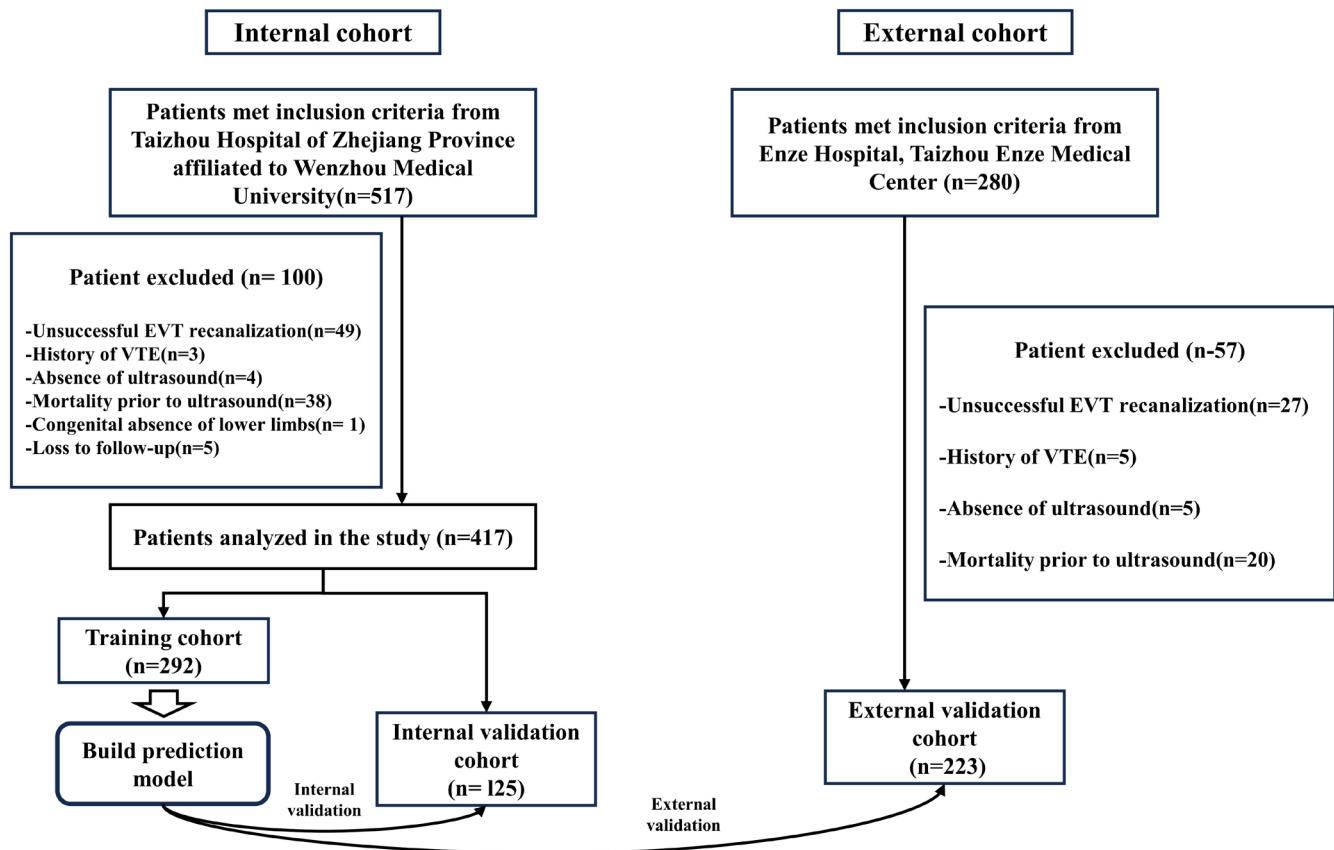 Internal cohort
External cohort
Patients met inclusion criteria from
Taizhou Hospital of Zhejiang Province
affiliated to Wenzhou Medical
University(n=517)
Patients met inclusion criteria from
Enze Hospital, Taizhou Enze Medical
Center (n=280)
Patient excluded (n= 100)
-Unsuccessful EVT recanalization(n=49)
-History of VTE(n=3)
-Absence of ultrasound(n=4)
-Mortality prior to ultrasound(n=38)
-Congenital absence of lower limbs(n= 1)
-Loss to follow-up(n=5)
Patient excluded (n-57)
-Unsuccessful EVT recanalization(n=27)
-History of VTE(n=5)
-Absence of ultrasound(n=5)
-Mortality prior to ultrasound(n=20)
Patients analyzed in the study (n=417)
Training cohort
(n=292)
Build prediction
model
Internal validation
cohort
(n= l25)
External validation
cohort
(n=223)
Internal
validation
External
validation